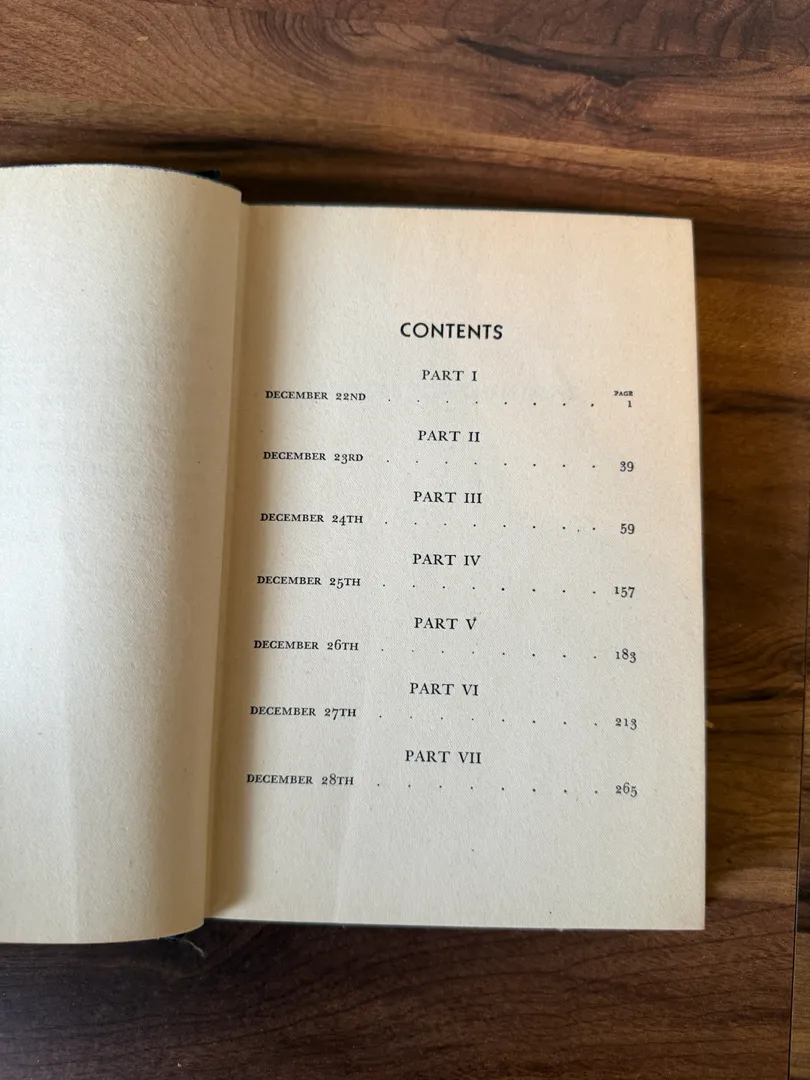 CONTENTS
PART I
PAGE
DECEMBER 22ND . . . . . . . . 1
PART II
DECEMBER 23RD . . . . . . . . 39
PART III
DECEMBER 24TH . . . . . . . . 59
PART IV
DECEMBER 25TH . . . . . . . . 157
PART V
DECEMBER 26TH . . . . . . . . 183
PART VI
DECEMBER 27TH . . . . . . . . 213
PART VII
DECEMBER 28TH . . . . . . . . 265